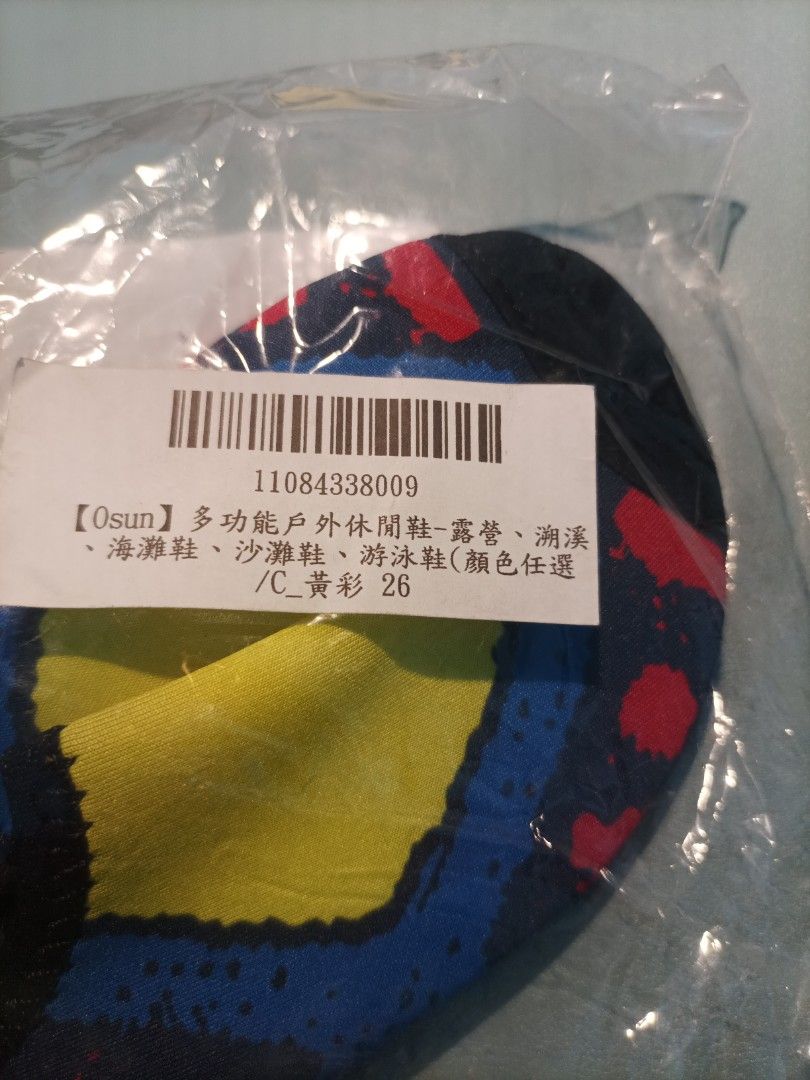 11084338009
【Osun】多功能戶外休閒鞋-露營、溯溪
、海灘鞋、沙灘鞋、游泳鞋(顏色任選
/C_黃彩 26